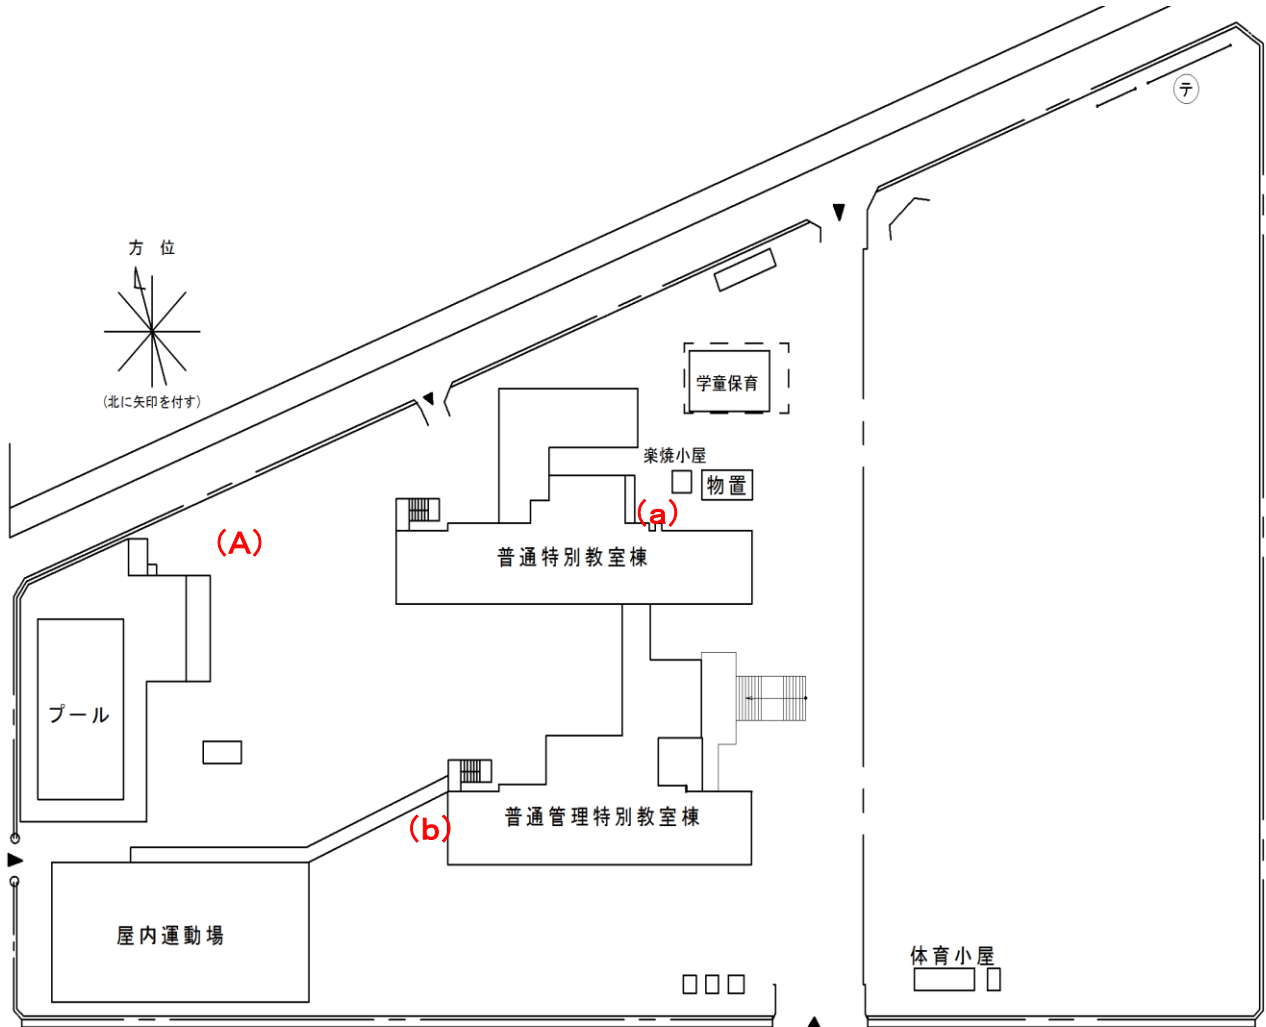 テ
方 位
(北に矢印を付す)
学童保育
楽焼小屋
物置
(a)
(A)
普通特別教室棟
プール
普通管理特別教室棟
(b)
屋内運動場
体育小屋